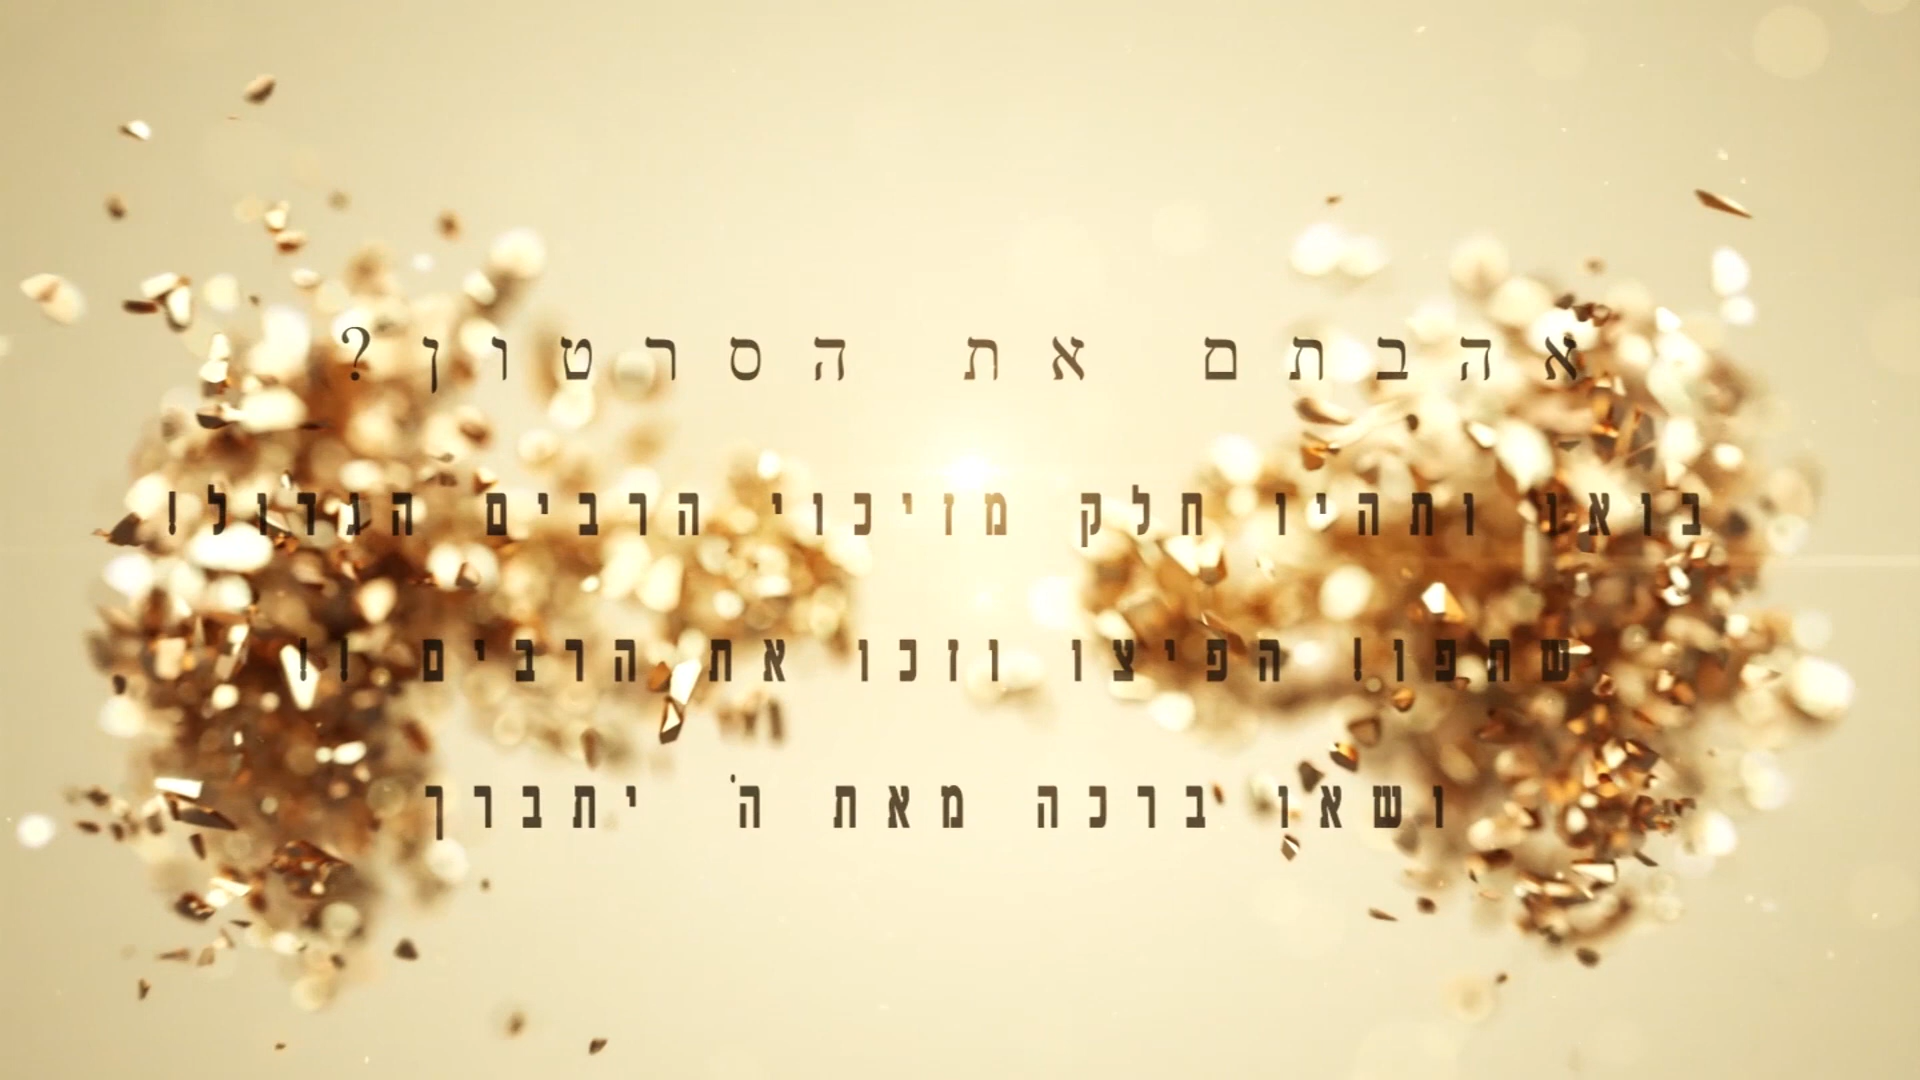 אהבתם את הסרטון?
בואו ותהיו חלק מזיכוי הרבים הגדול!
שתפו! הפיצו וזכו את הרבים !!
ושאו ברכה מאת ה' יתברך